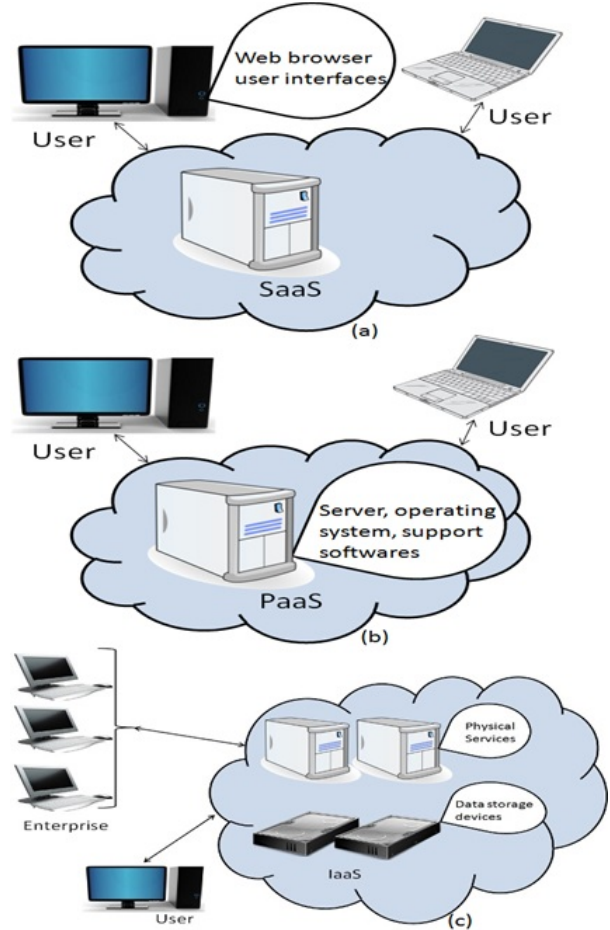 Web browser
user interfaces
User
User
SaaS
(a)
User
User
Server, operating
system, support
softwares
PaaS
(b)
Physical
Services
Data storage
devices
Enterprise
IaaS
User
(c)